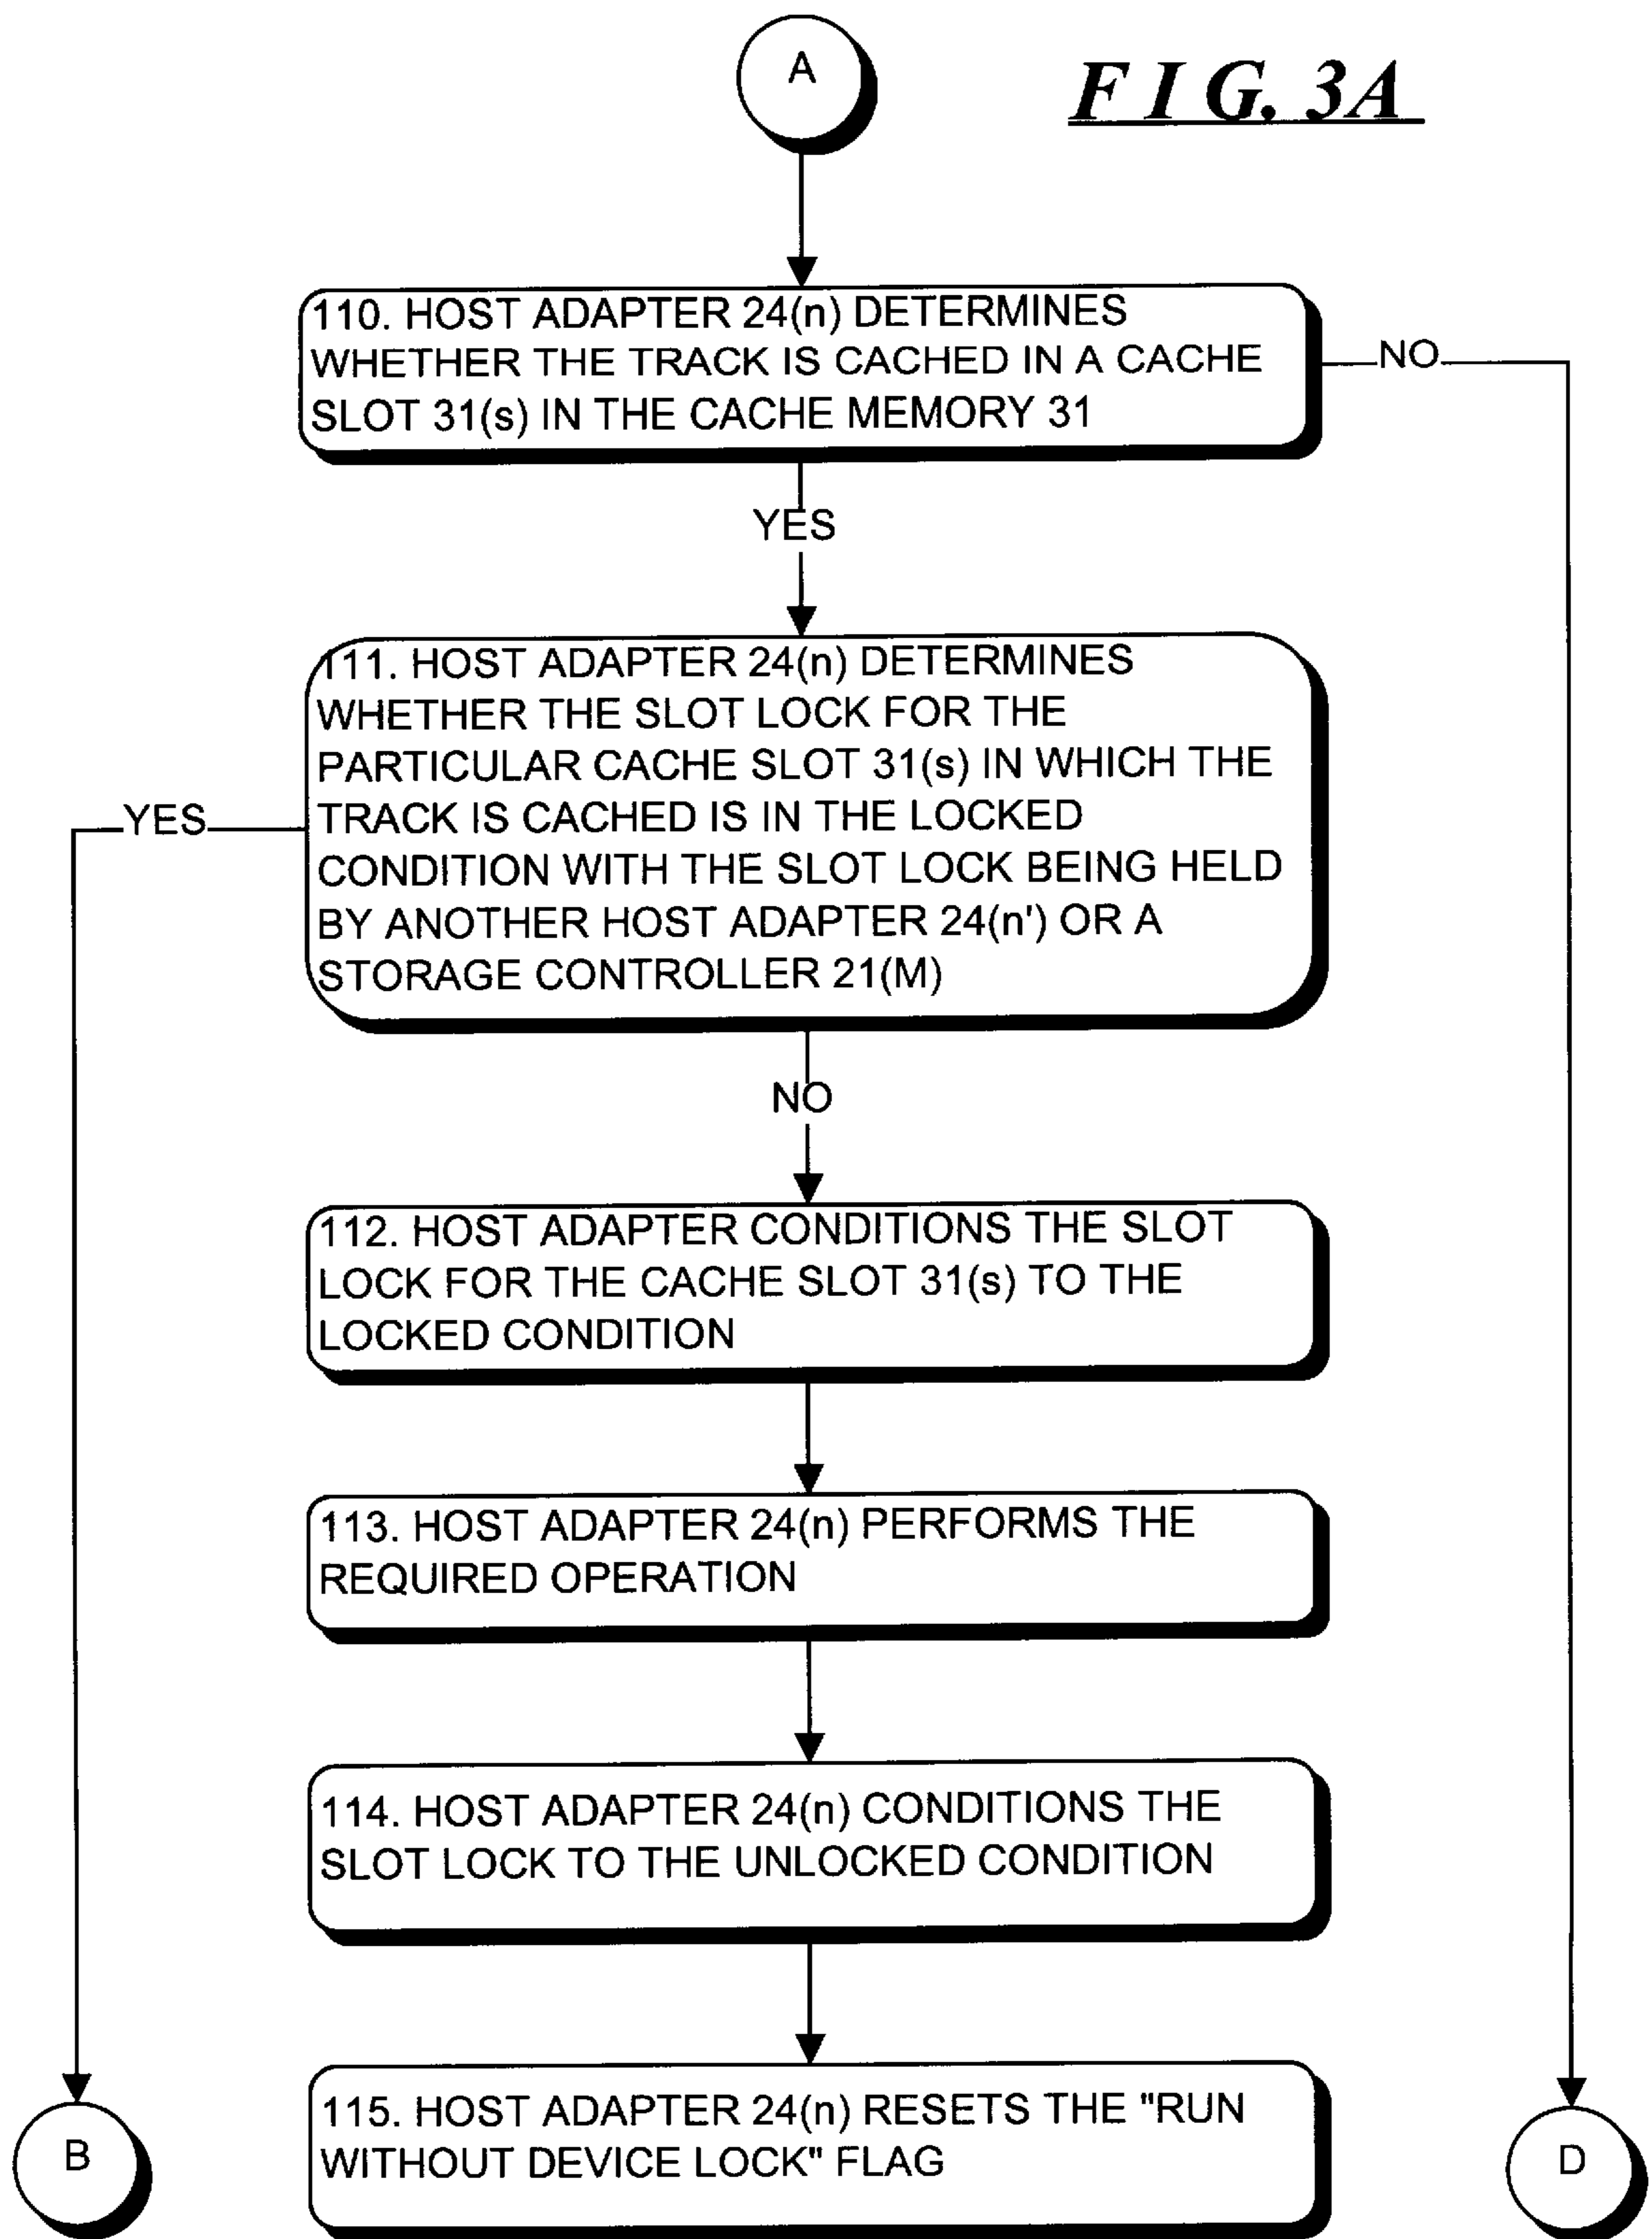 A
F I G. 3A
110. HOST ADAPTER 24(n) DETERMINES
WHETHER THE TRACK IS CACHED IN A CACHE
SLOT 31(s) IN THE CACHE MEMORY 31
NO
YES
111. HOST ADAPTER 24(n) DETERMINES
WHETHER THE SLOT LOCK FOR THE
PARTICULAR CACHE SLOT 31(s) IN WHICH THE
TRACK IS CACHED IS IN THE LOCKED
CONDITION WITH THE SLOT LOCK BEING HELD
BY ANOTHER HOST ADAPTER 24(n') OR A
STORAGE CONTROLLER 21(M)
YES
NO
112. HOST ADAPTER CONDITIONS THE SLOT
LOCK FOR THE CACHE SLOT 31(s) TO THE
LOCKED CONDITION
113. HOST ADAPTER 24(n) PERFORMS THE
REQUIRED OPERATION
114. HOST ADAPTER 24(n) CONDITIONS THE
SLOT LOCK TO THE UNLOCKED CONDITION
115. HOST ADAPTER 24(n) RESETS THE "RUN
WITHOUT DEVICE LOCK" FLAG
B
D